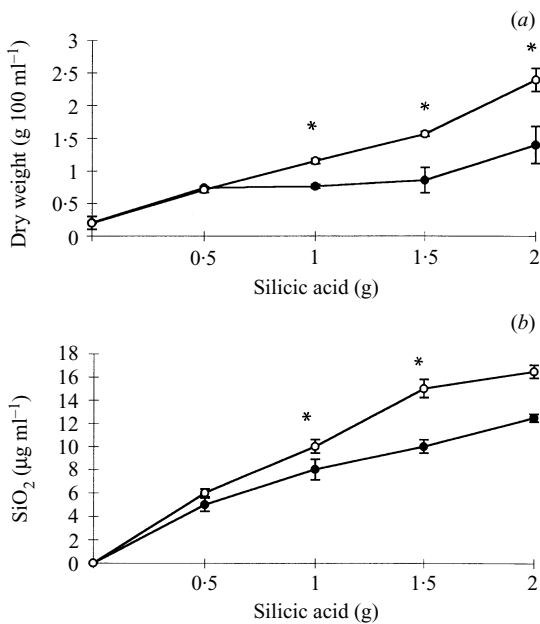 (a)
3
2·5
2
1·5
1
0·5
0
Dry weight (g 100 ml⁻¹)
* * *
0·5 1 1·5 2
Silicic acid (g)
(b)
18
16
14
12
10
8
6
4
2
0
SiO₂ (µg ml⁻¹)
* *
0·5 1 1·5 2
Silicic acid (g)